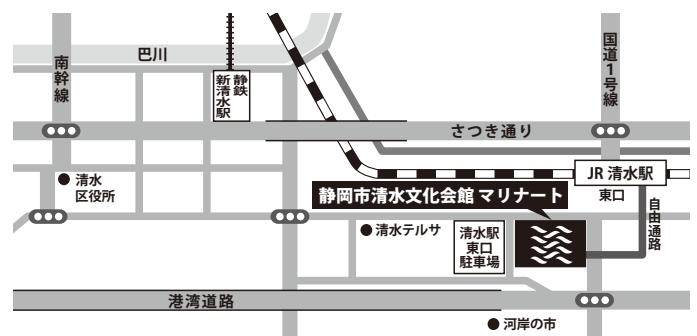 巴川
南幹線
静鉄
新清水駅
国道1号線
さつき通り
清水
区役所
JR 清水駅
東口
静岡市清水文化会館 マリナート
自由通路
清水テルサ
清水駅
東口
駐車場
港湾道路
河岸の市